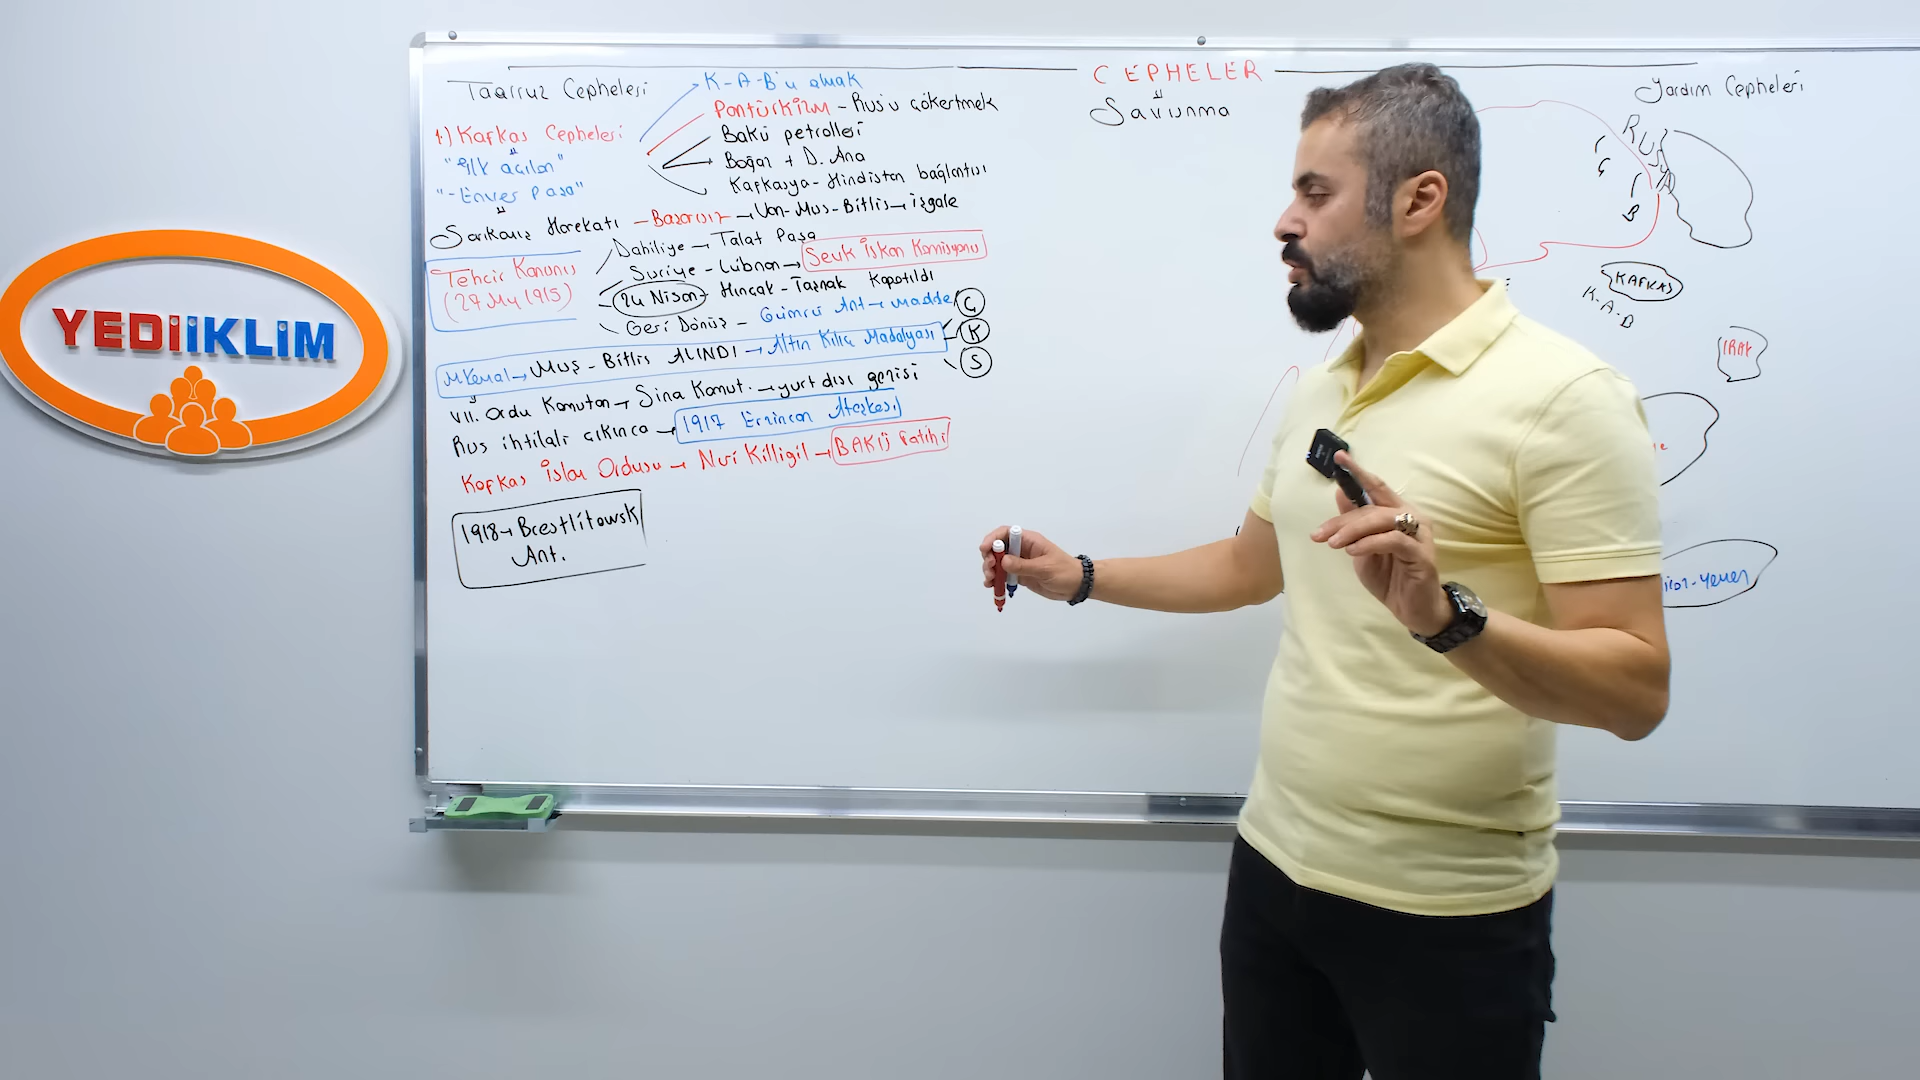 YEDİİKLİM
CEPHELER
Savunma
Taarruz Cepheleri
K-A-B'u almak
Pantürkizm - Rus'u çökertmek
Bakü petrolleri
Boğaz + D. Ana
Kafkasya - Hindistan bağlantısı
1.) Kafkas Cepheleri
"ilk açılan"
"-Enver Paşa"
Sarıkamış Harekatı - Başarısız → Van-Muş-Bitlis → işgale
Tehcir Kanunu
(27 My 1915)
Dahiliye → Talat Paşa
Suriye - Lübnan → Sevk İskan Komisyonu
24 Nisan - Hınçak - Taşnak kapatıldı
Geri Dönüş - Gümrü Ant → madde
M Kemal → Muş - Bitlis ALINDI → Altın Kılıç Madalyası
Ç
K
S
VII. Ordu Komutan → Sina Komut. → yurt dışı gerisi
Rus ihtilali çıkınca → 1917 Erzincan Ateşkesi
Kafkas İslam Ordusu → Nuri Killigil → BAKÜ Fatihi
1918 → Brestlitowsk
Ant.
Yardım Cepheleri
RUSYA
Ç
B
KAFKAS
K-A-B
IRAK
-Yemen